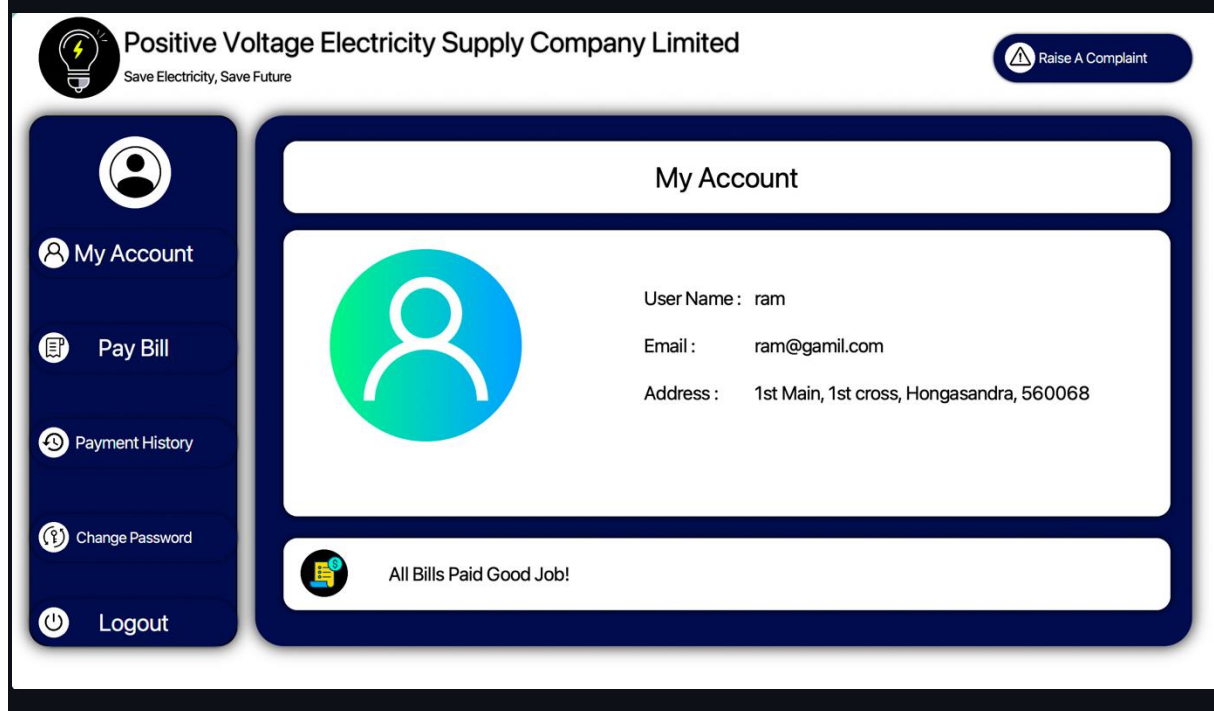 Positive Voltage Electricity Supply Company Limited
Save Electricity, Save Future
Raise A Complaint
My Account
Pay Bill
Payment History
Change Password
Logout
My Account
User Name : ram
Email : ram@gamil.com
Address : 1st Main, 1st cross, Hongasandra, 560068
All Bills Paid Good Job!